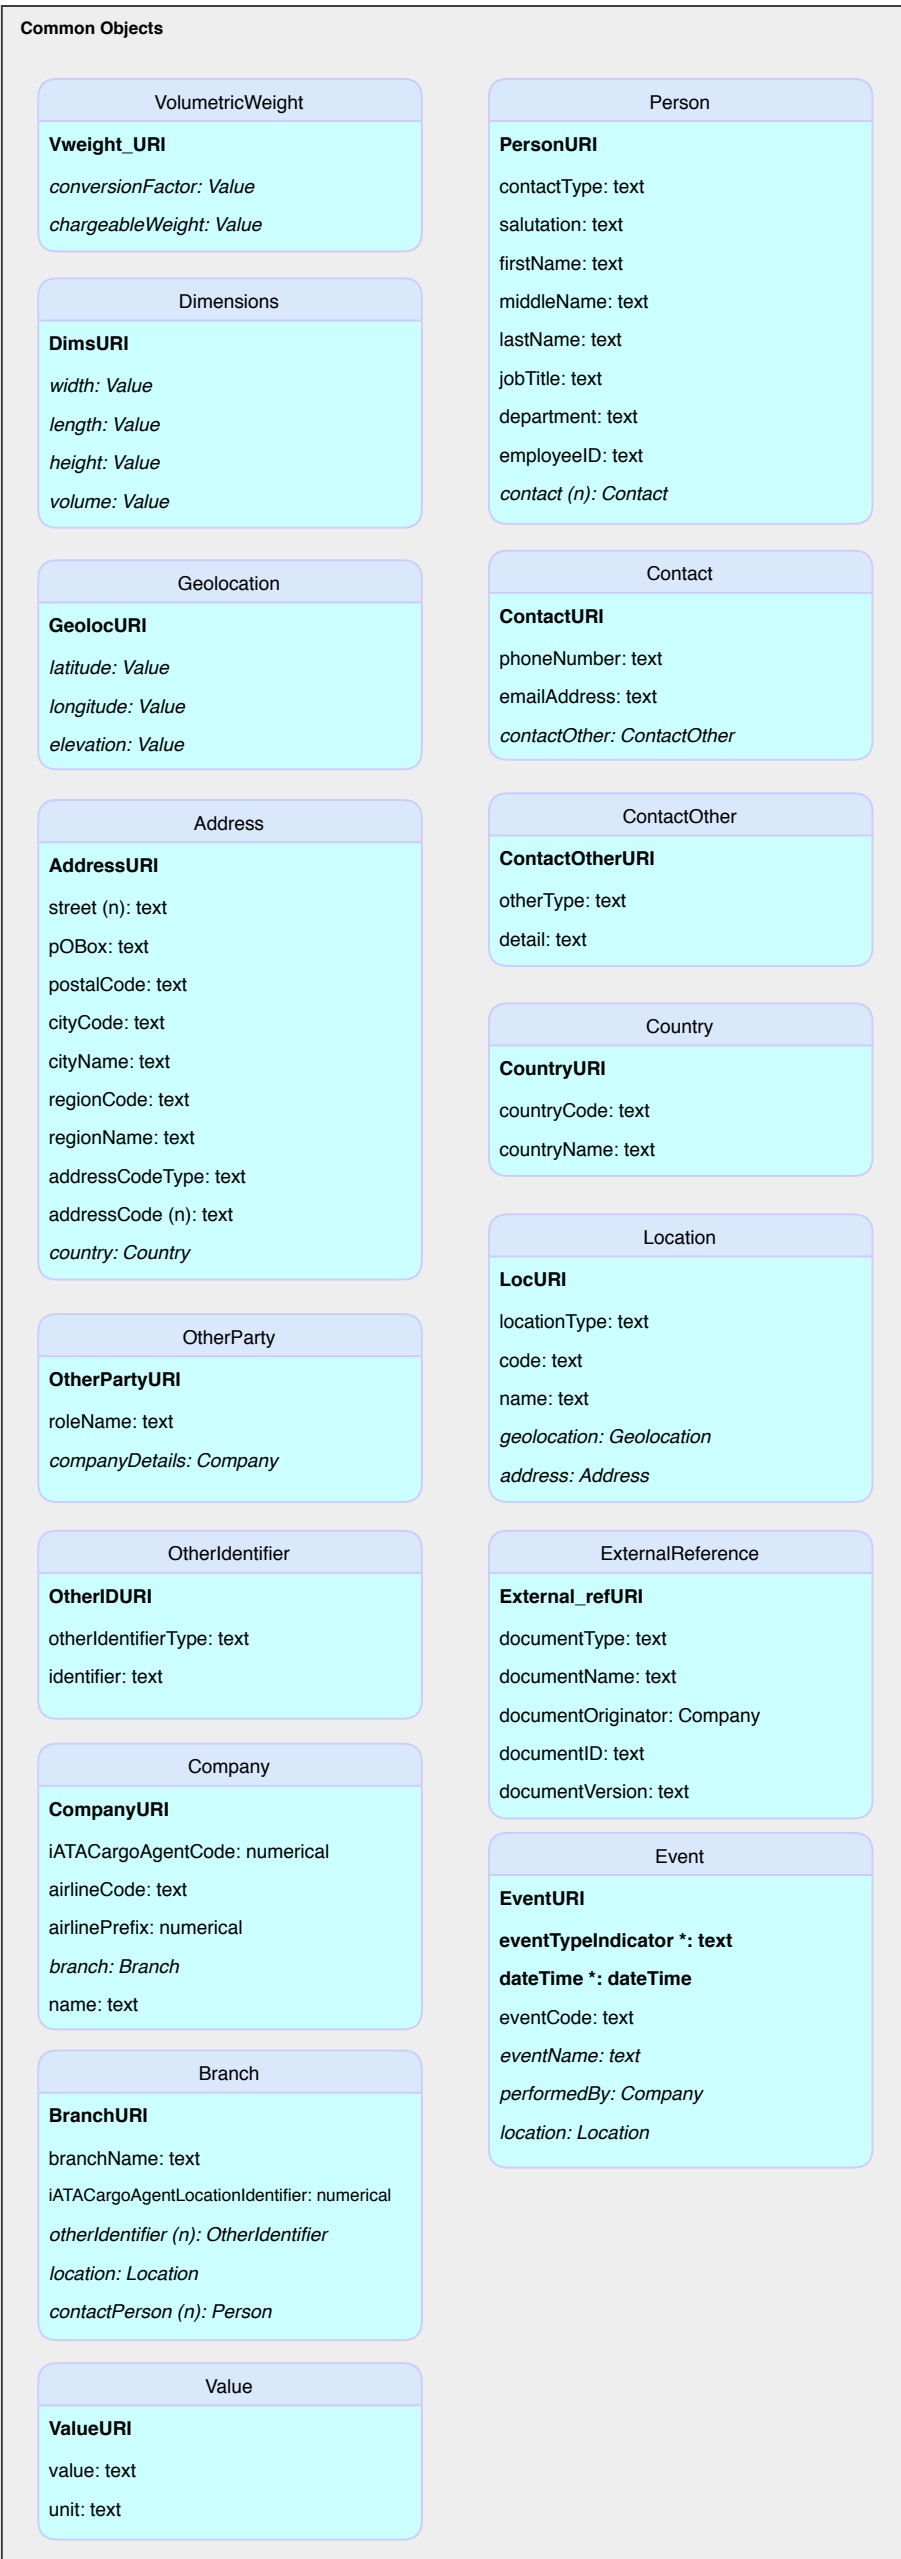 Common Objects
VolumetricWeight
Vweight_URI
conversionFactor: Value
chargeableWeight: Value
Dimensions
DimsURI
width: Value
length: Value
height: Value
volume: Value
Geolocation
GeolocURI
latitude: Value
longitude: Value
elevation: Value
Address
AddressURI
street (n): text
pOBox: text
postalCode: text
cityCode: text
cityName: text
regionCode: text
regionName: text
addressCodeType: text
addressCode (n): text
country: Country
OtherParty
OtherPartyURI
roleName: text
companyDetails: Company
OtherIdentifier
OtherIDURI
otherIdentifierType: text
identifier: text
Company
CompanyURI
iATACargoAgentCode: numerical
airlineCode: text
airlinePrefix: numerical
branch: Branch
name: text
Branch
BranchURI
branchName: text
iATACargoAgentLocationIdentifier: numerical
otherIdentifier (n): OtherIdentifier
location: Location
contactPerson (n): Person
Value
ValueURI
value: text
unit: text
Person
PersonURI
contactType: text
salutation: text
firstName: text
middleName: text
lastName: text
jobTitle: text
department: text
employeeID: text
contact (n): Contact
Contact
ContactURI
phoneNumber: text
emailAddress: text
contactOther: ContactOther
ContactOther
ContactOtherURI
otherType: text
detail: text
Country
CountryURI
countryCode: text
countryName: text
Location
LocURI
locationType: text
code: text
name: text
geolocation: Geolocation
address: Address
ExternalReference
External_refURI
documentType: text
documentName: text
documentOriginator: Company
documentID: text
documentVersion: text
Event
EventURI
eventTypeIndicator *: text
dateTime *: dateTime
eventCode: text
eventName: text
performedBy: Company
location: Location